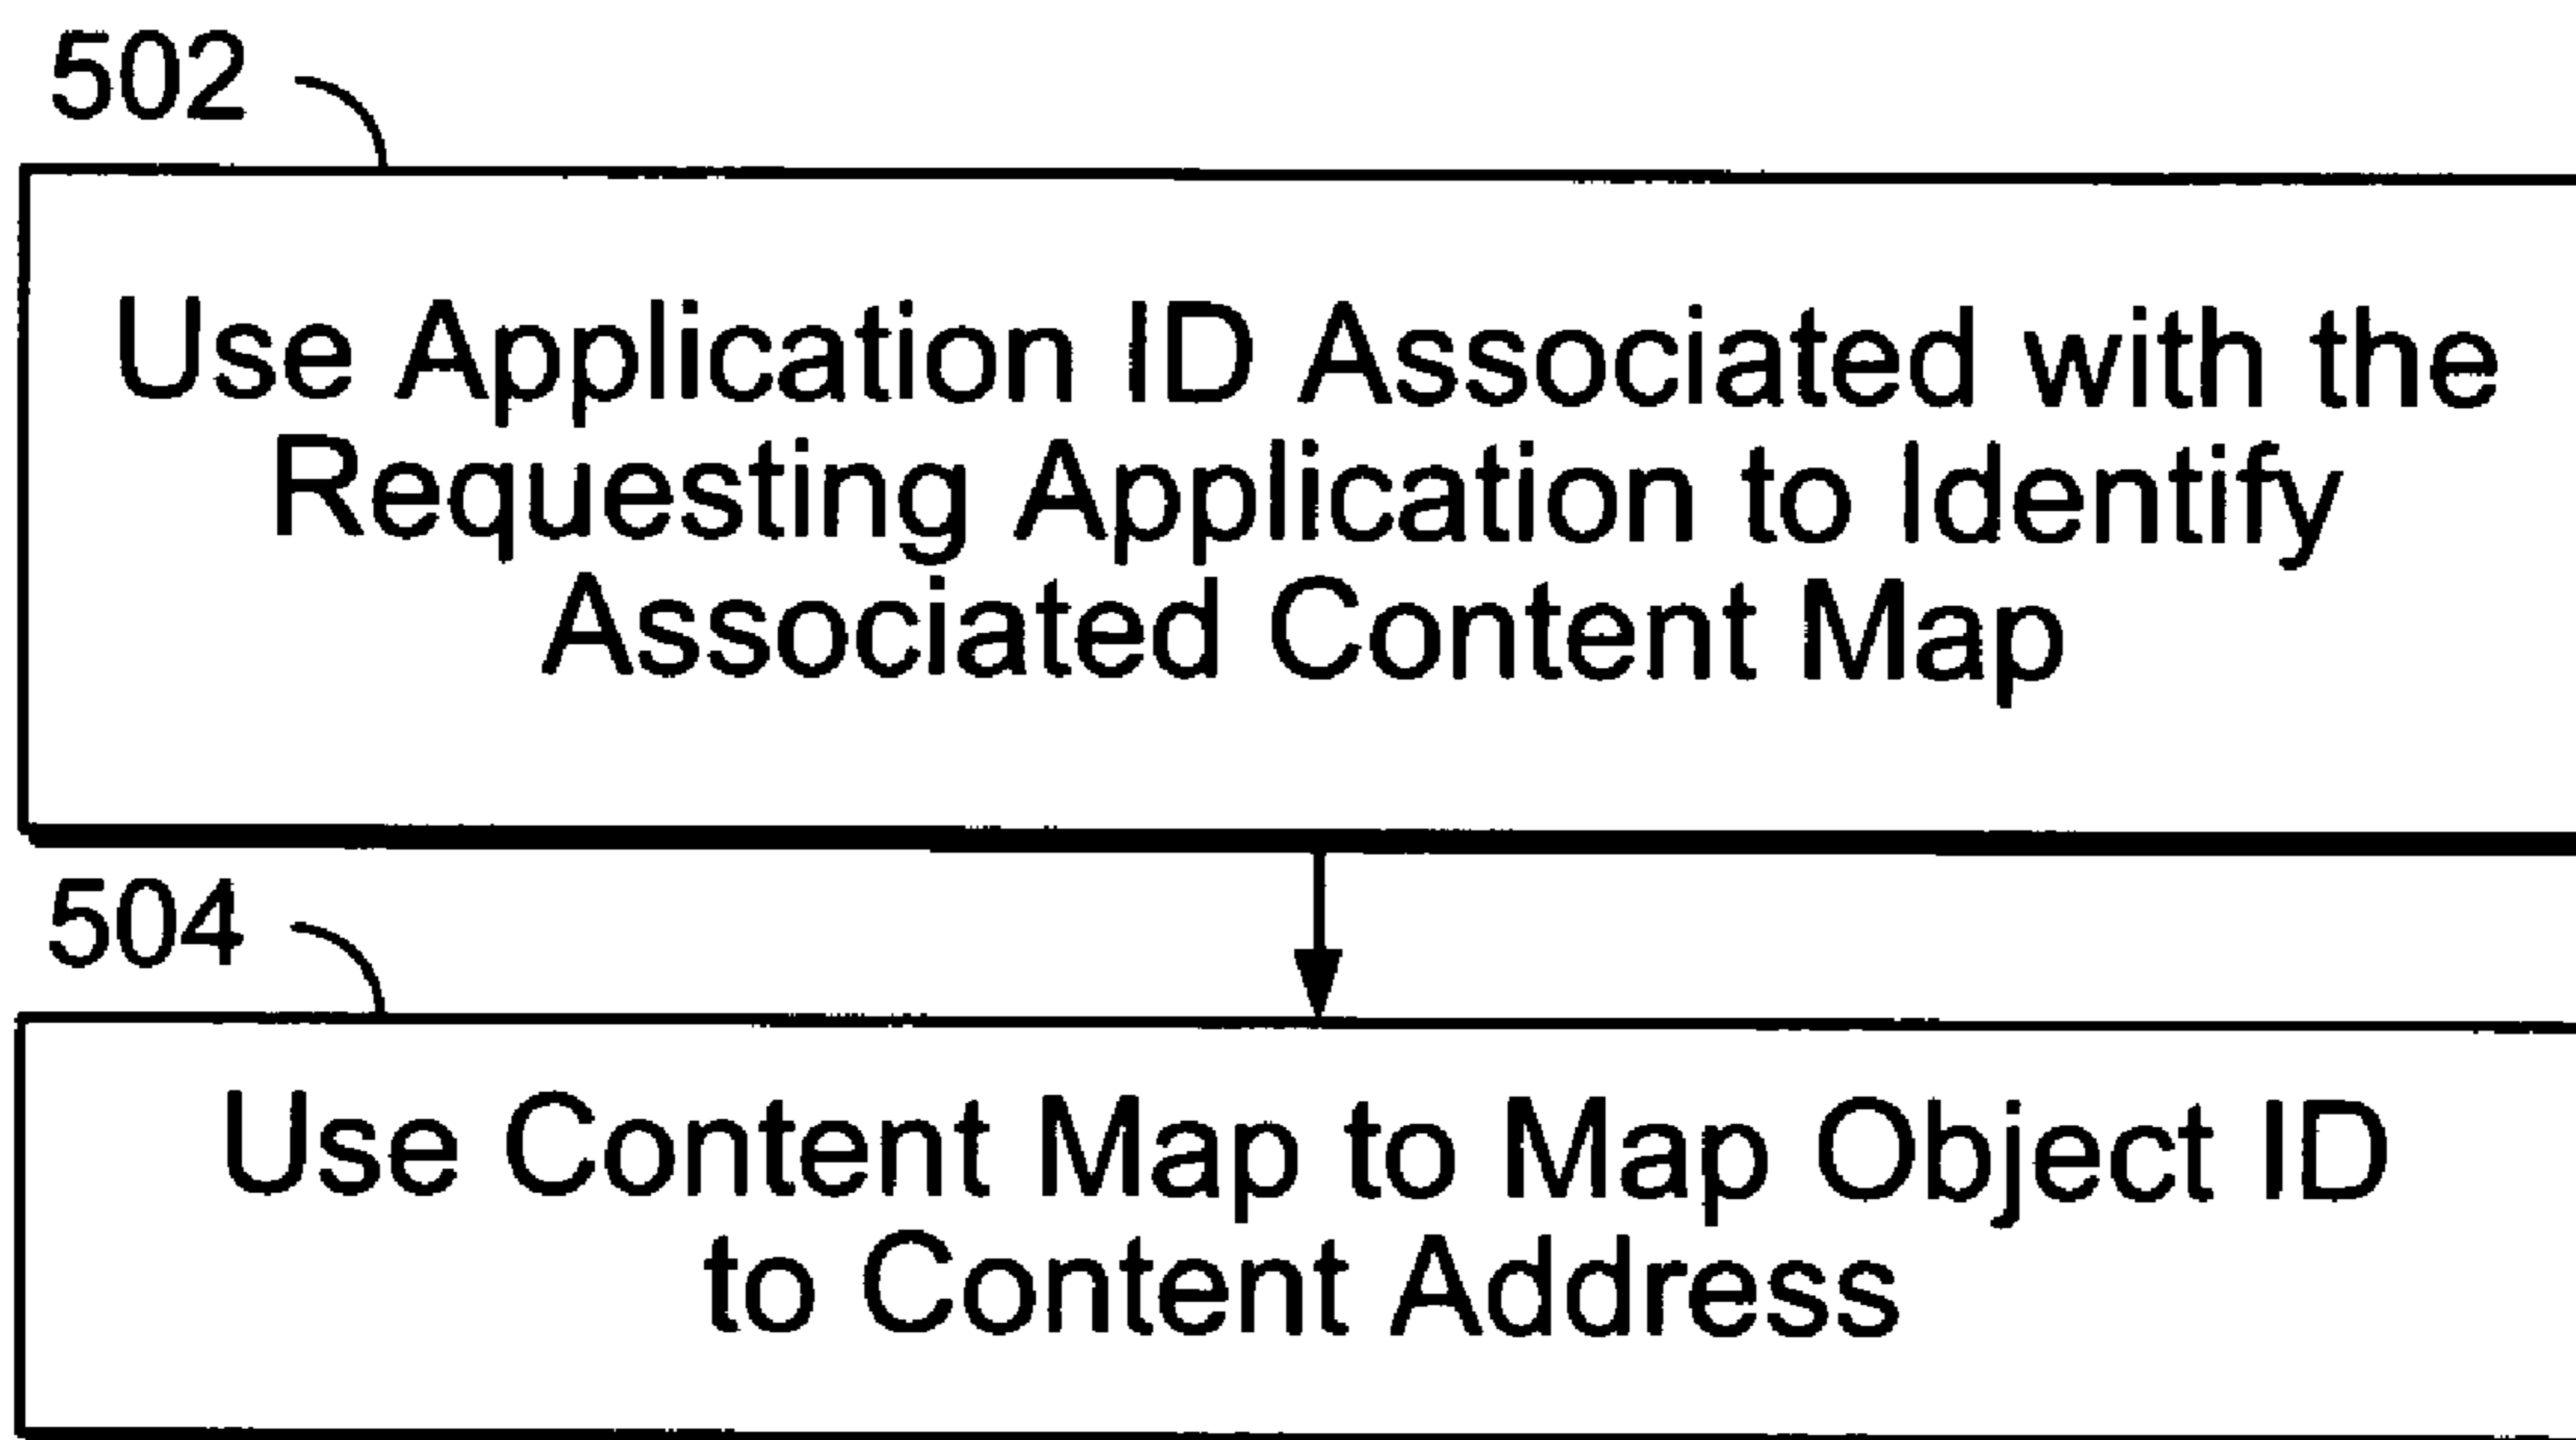 502
Use Application ID Associated with the
Requesting Application to Identify
Associated Content Map
504
Use Content Map to Map Object ID
to Content Address